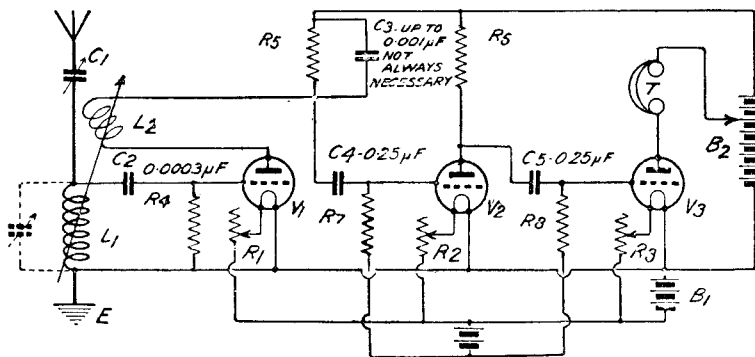 C1
R5
C3. UP TO
0.001µF
NOT
ALWAYS
NECESSARY
R5
T
B2
L2
C2
0.0003µF
C4-0.25µF
C5-0.25µF
R4
V1
R7
V2
R8
V3
L1
R1
R2
R3
B1
E